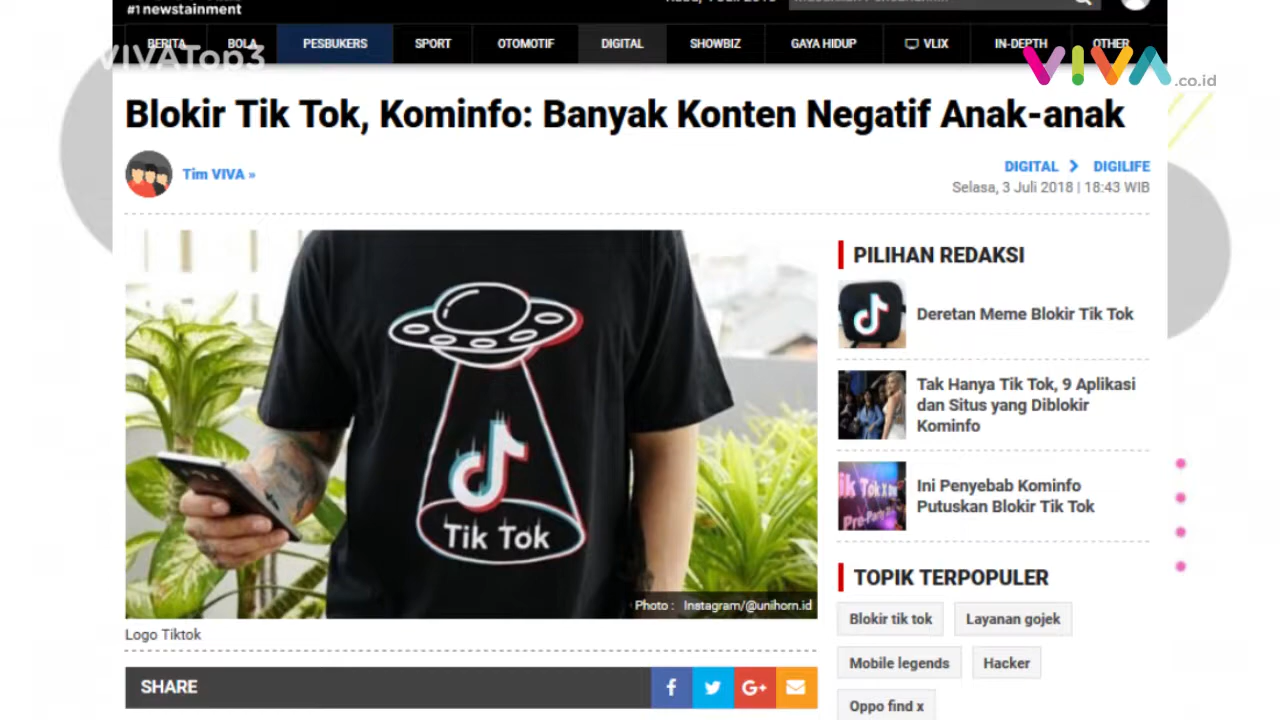 #1 newstainment
BERITA BOLA PESBUKERS SPORT OTOMOTIF DIGITAL SHOWBIZ GAYA HIDUP VLIX IN-DEPTH OTHER
VIVATop3
VIVA.co.id
Blokir Tik Tok, Kominfo: Banyak Konten Negatif Anak-anak
Tim VIVA »
DIGITAL > DIGILIFE
Selasa, 3 Juli 2018 | 18:43 WIB
Tik Tok
Photo : Instagram/@unihorn.id
Logo Tiktok
SHARE
G+
PILIHAN REDAKSI
Deretan Meme Blokir Tik Tok
Tak Hanya Tik Tok, 9 Aplikasi
dan Situs yang Diblokir
Kominfo
Ini Penyebab Kominfo
Putuskan Blokir Tik Tok
TOPIK TERPOPULER
Blokir tik tok Layanan gojek
Mobile legends Hacker
Oppo find x